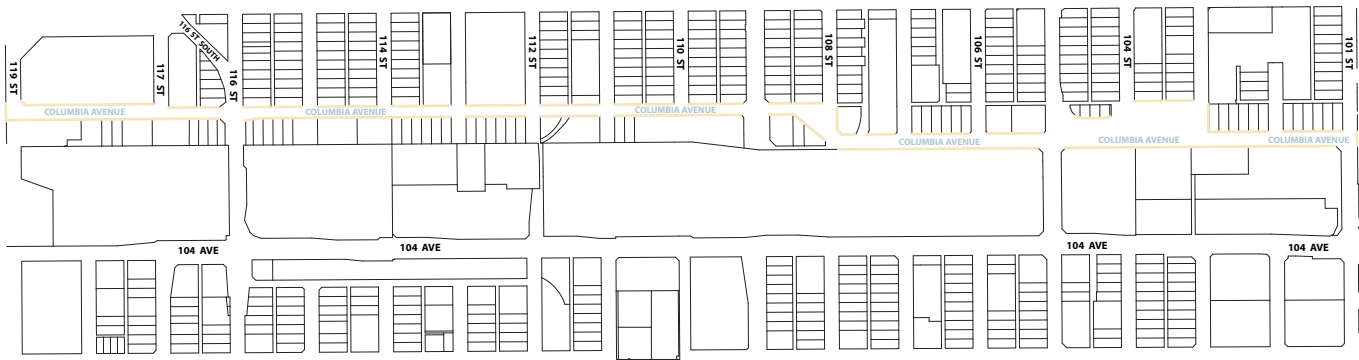 116 ST SOUTH
119 ST
117 ST
116 ST
114 ST
112 ST
110 ST
108 ST
106 ST
104 ST
101 ST
COLUMBIA AVENUE
COLUMBIA AVENUE
COLUMBIA AVENUE
COLUMBIA AVENUE
COLUMBIA AVENUE
COLUMBIA AVENUE
104 AVE
104 AVE
104 AVE
104 AVE